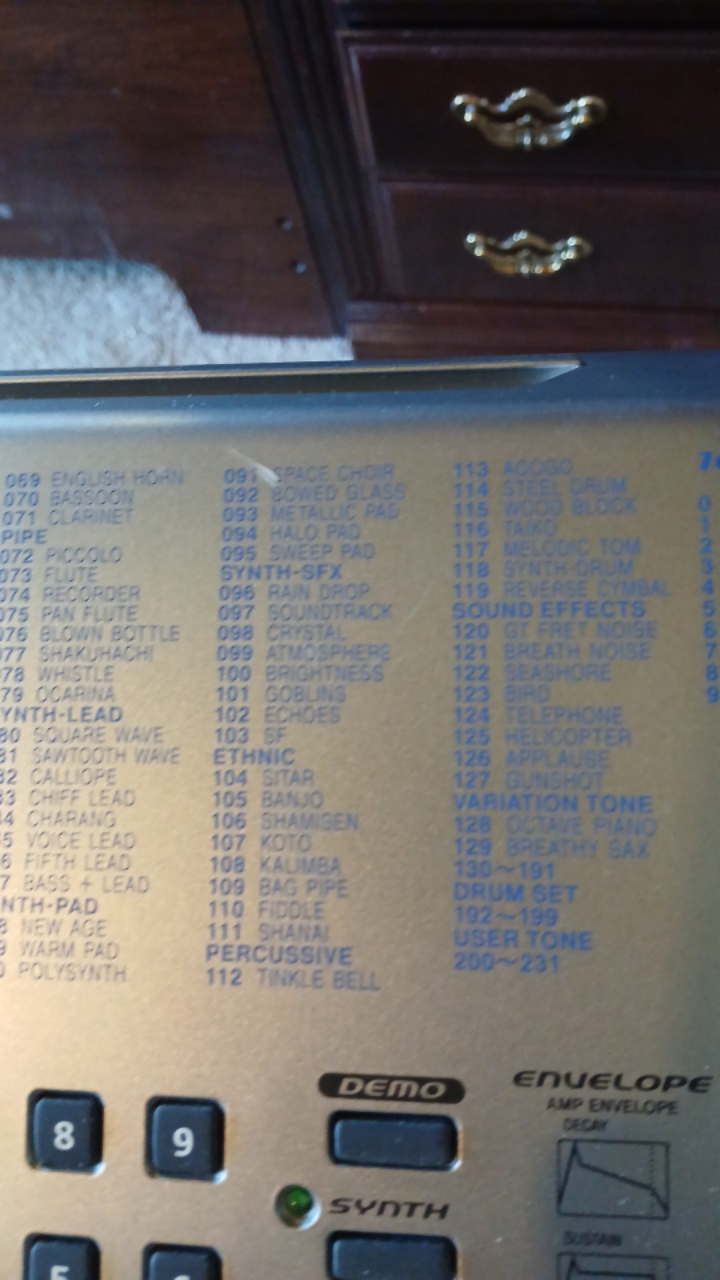 069 ENGLISH HORN
070 BASSOON
071 CLARINET
PIPE
072 PICCOLO
073 FLUTE
074 RECORDER
075 PAN FLUTE
076 BLOWN BOTTLE
077 SHAKUHACHI
078 WHISTLE
79 OCARINA
YNTH-LEAD
80 SQUARE WAVE
81 SAWTOOTH WAVE
82 CALLIOPE
83 CHIFF LEAD
84 CHARANG
5 VOICE LEAD
6 FIFTH LEAD
7 BASS + LEAD
NTH-PAD
8 NEW AGE
9 WARM PAD
0 POLYSYNTH
091 SPACE CHOIR
092 BOWED GLASS
093 METALLIC PAD
094 HALO PAD
095 SWEEP PAD
SYNTH-SFX
096 RAIN DROP
097 SOUNDTRACK
098 CRYSTAL
099 ATMOSPHERE
100 BRIGHTNESS
101 GOBLINS
102 ECHOES
103 SF
ETHNIC
104 SITAR
105 BANJO
106 SHAMISEN
107 KOTO
108 KALIMBA
109 BAG PIPE
110 FIDDLE
111 SHANAI
PERCUSSIVE
112 TINKLE BELL
113 AGOGO
114 STEEL DRUM
115 WOOD BLOCK
116 TAIKO
117 MELODIC TOM
118 SYNTH-DRUM
119 REVERSE CYMBAL
SOUND EFFECTS
120 GT FRET NOISE
121 BREATH NOISE
122 SEASHORE
123 BIRD
124 TELEPHONE
125 HELICOPTER
126 APPLAUSE
127 GUNSHOT
VARIATION TONE
128 OCTAVE PIANO
129 BREATHY SAX
130~191
DRUM SET
192~199
USER TONE
200~231
0
1
2
3
4
5
6
7
8
9
8 9
DEMO
SYNTH
ENVELOPE
AMP ENVELOPE
DECAY
SUSTAIN
5